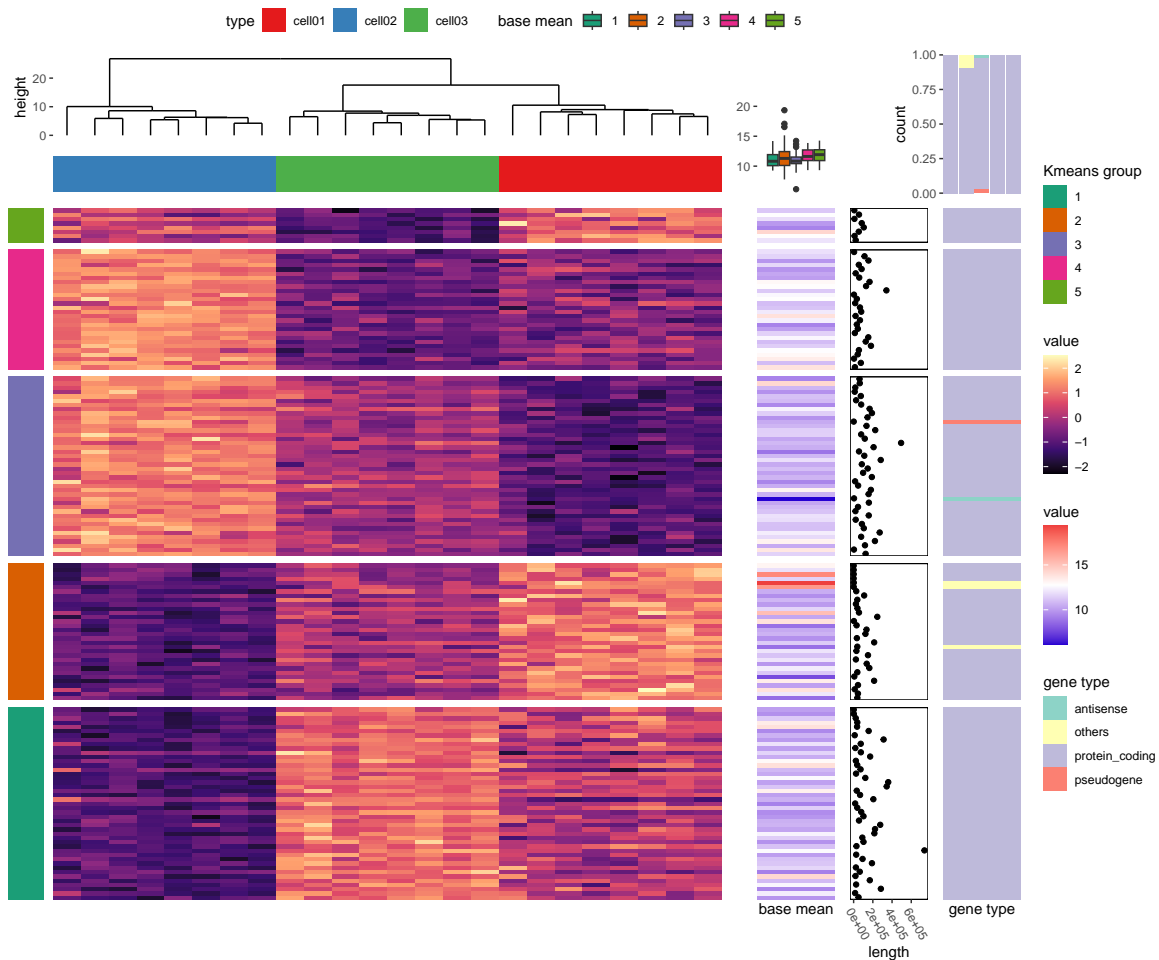 type cell01 cell02 cell03 base mean 1 2 3 4 5
height
20
10
0
20
15
10
count
1.00
0.75
0.50
0.25
0.00
Kmeans group
1
2
3
4
5
value
2
1
0
−1
−2
value
15
10
gene type
antisense
others
protein_coding
pseudogene
base mean
0e+00
2e+05
4e+05
6e+05
length
gene type